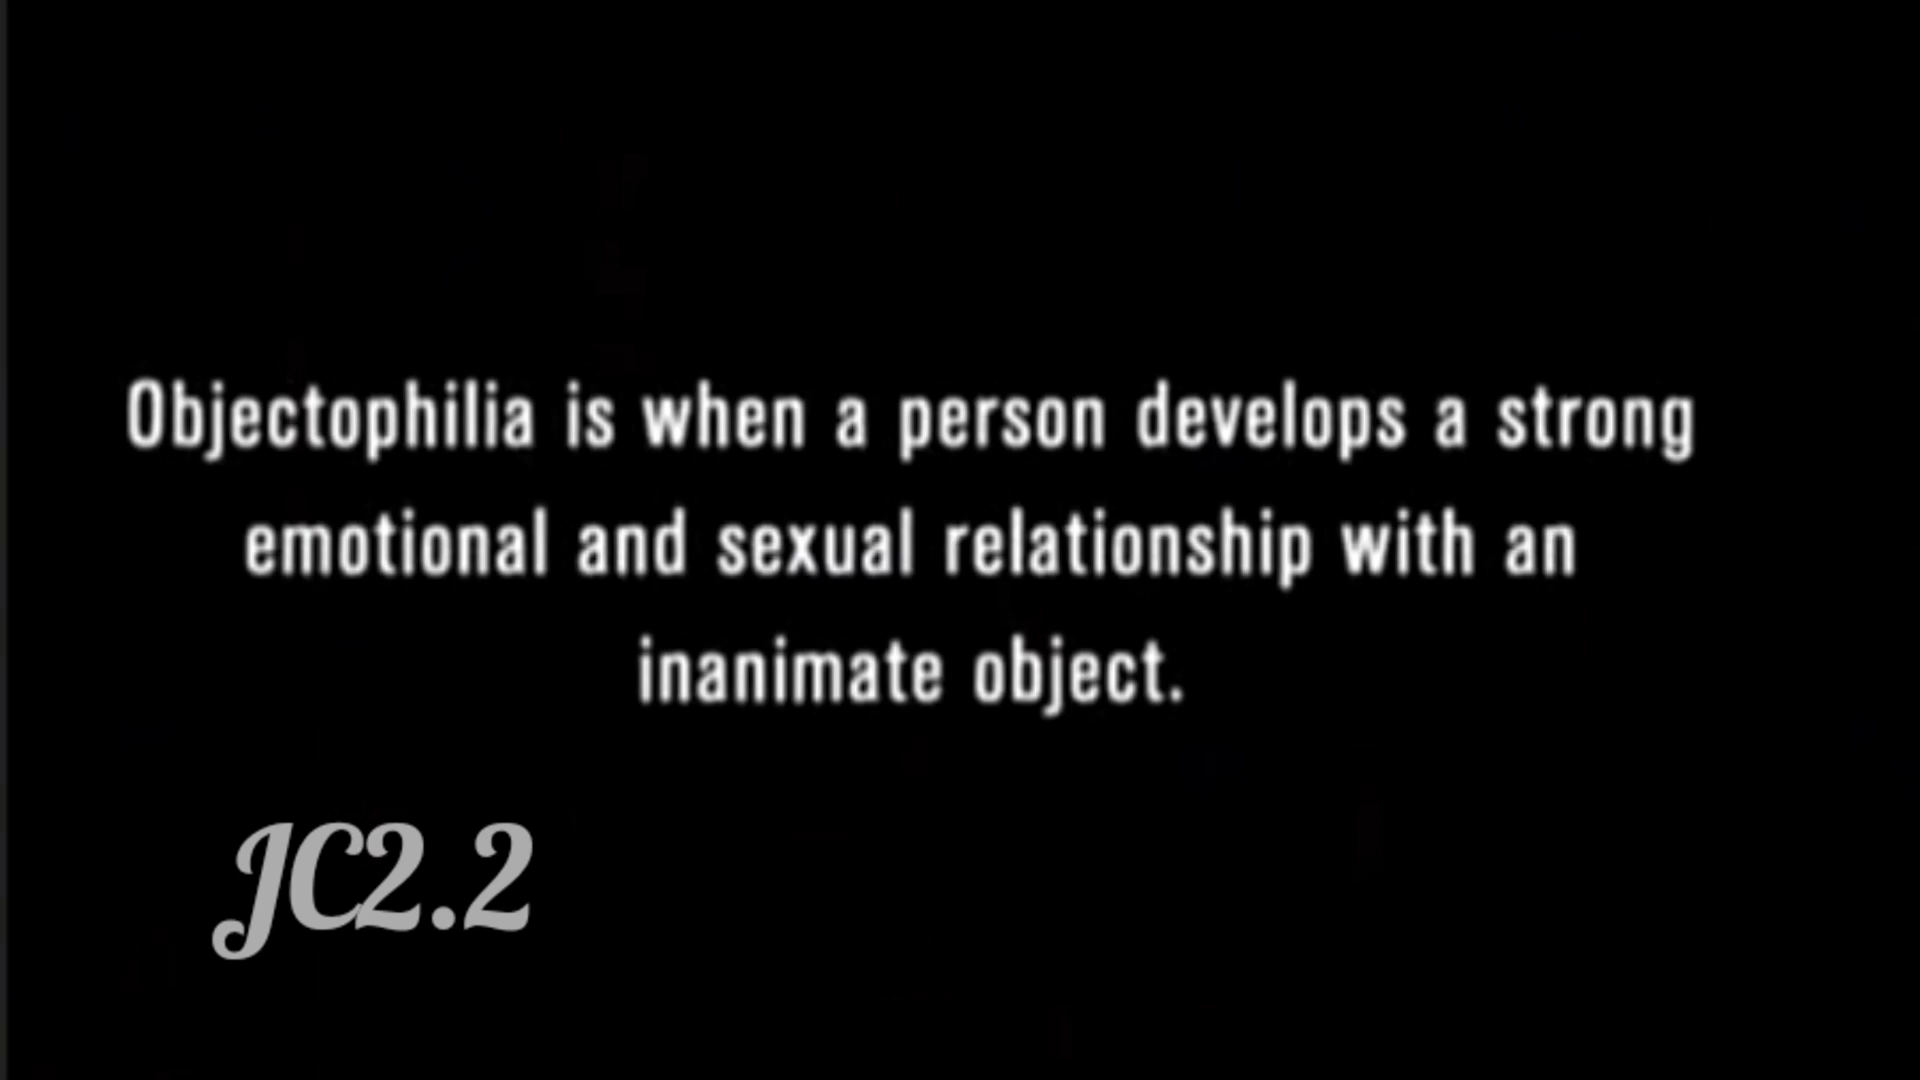 Objectophilia is when a person develops a strong
emotional and sexual relationship with an
inanimate object.
JC2.2